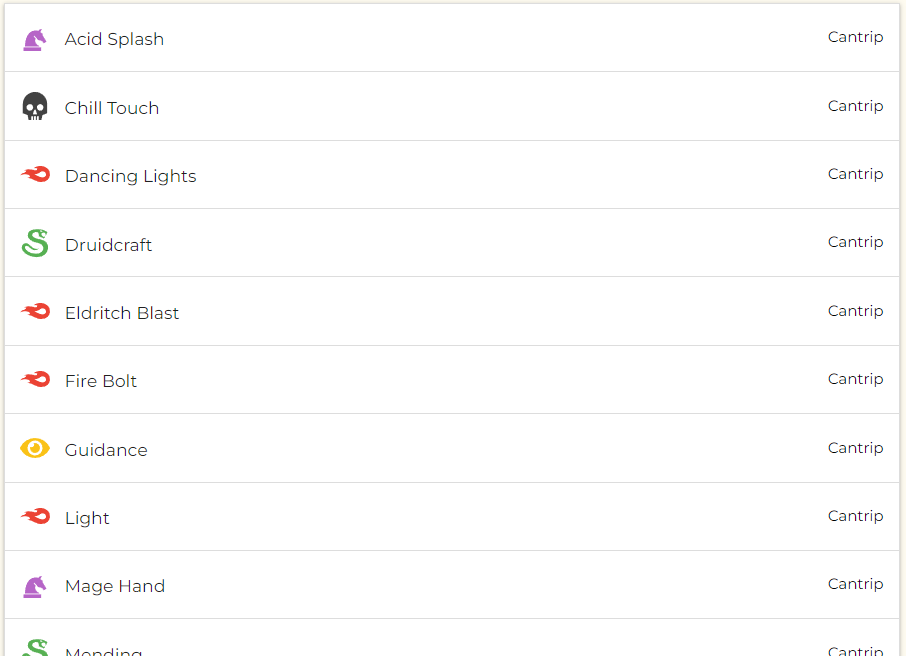 Acid Splash Cantrip
Chill Touch Cantrip
Dancing Lights Cantrip
Druidcraft Cantrip
Eldritch Blast Cantrip
Fire Bolt Cantrip
Guidance Cantrip
Light Cantrip
Mage Hand Cantrip
Mending Cantrip